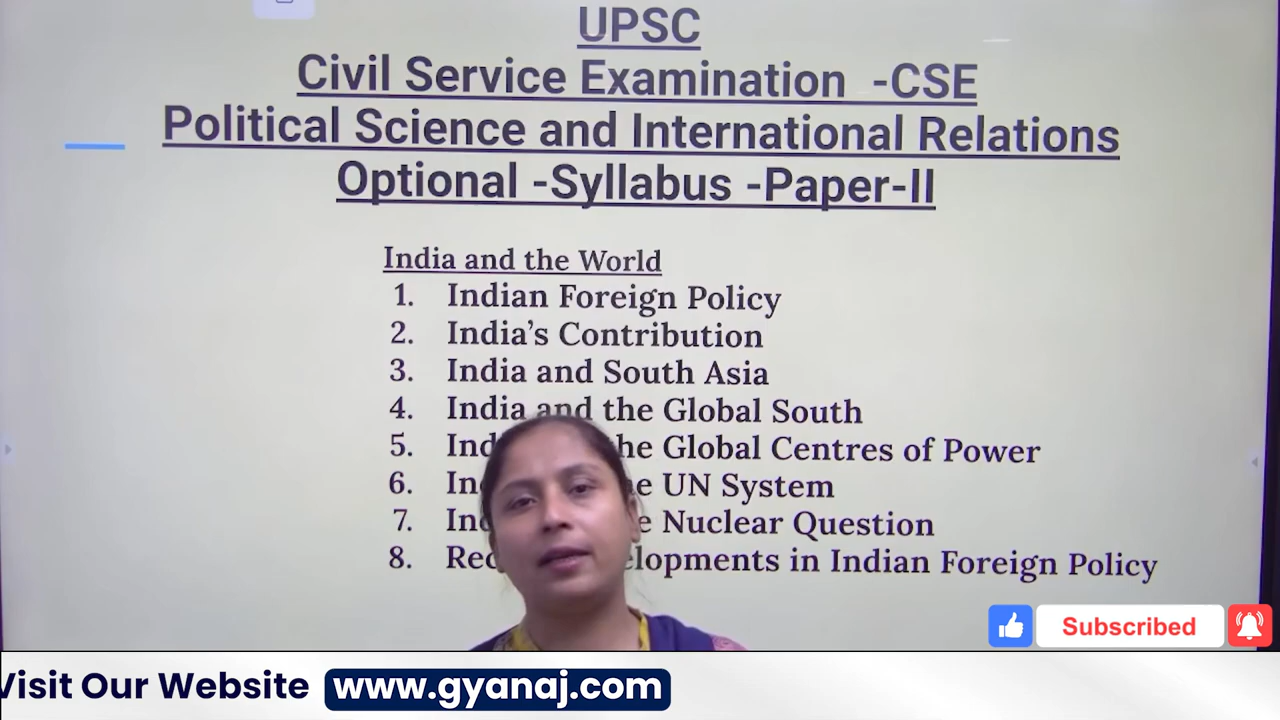 UPSC
Civil Service Examination -CSE
Political Science and International Relations
Optional -Syllabus -Paper-II
India and the World
1. Indian Foreign Policy
2. India's Contribution
3. India and South Asia
4. India and the Global South
5. the Global Centres of Power
6. UN System
7. Nuclear Question
8. in Indian Foreign Policy
Subscribed
Visit Our Website www.gyanaj.com